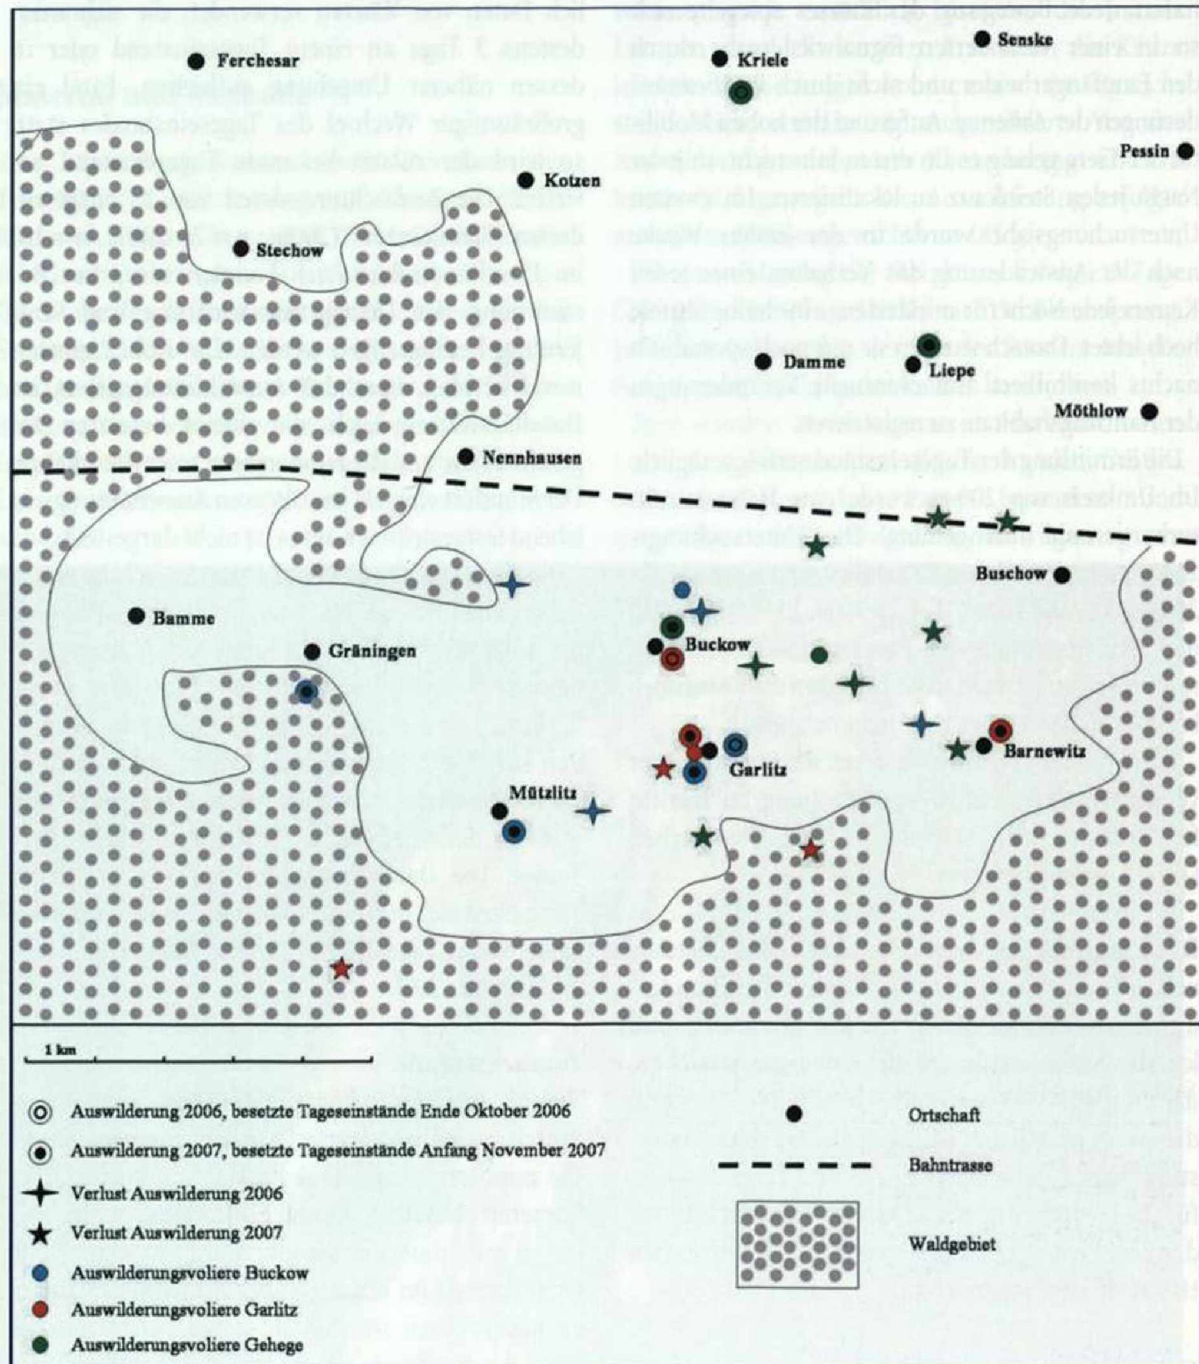 Senske
Ferchesar
Kriele
Pessin
Kotzen
Stechow
Damme
Liepe
Möthlow
Nennhausen
Buschow
Bamme
Buckow
Gräningen
Barnewitz
Garlitz
Mützlitz
1 km
Auswilderung 2006, besetzte Tageseinstände Ende Oktober 2006
Auswilderung 2007, besetzte Tageseinstände Anfang November 2007
Verlust Auswilderung 2006
Verlust Auswilderung 2007
Auswilderungsvoliere Buckow
Auswilderungsvoliere Garlitz
Auswilderungsvoliere Gehege
Ortschaft
Bahntrasse
Waldgebiet